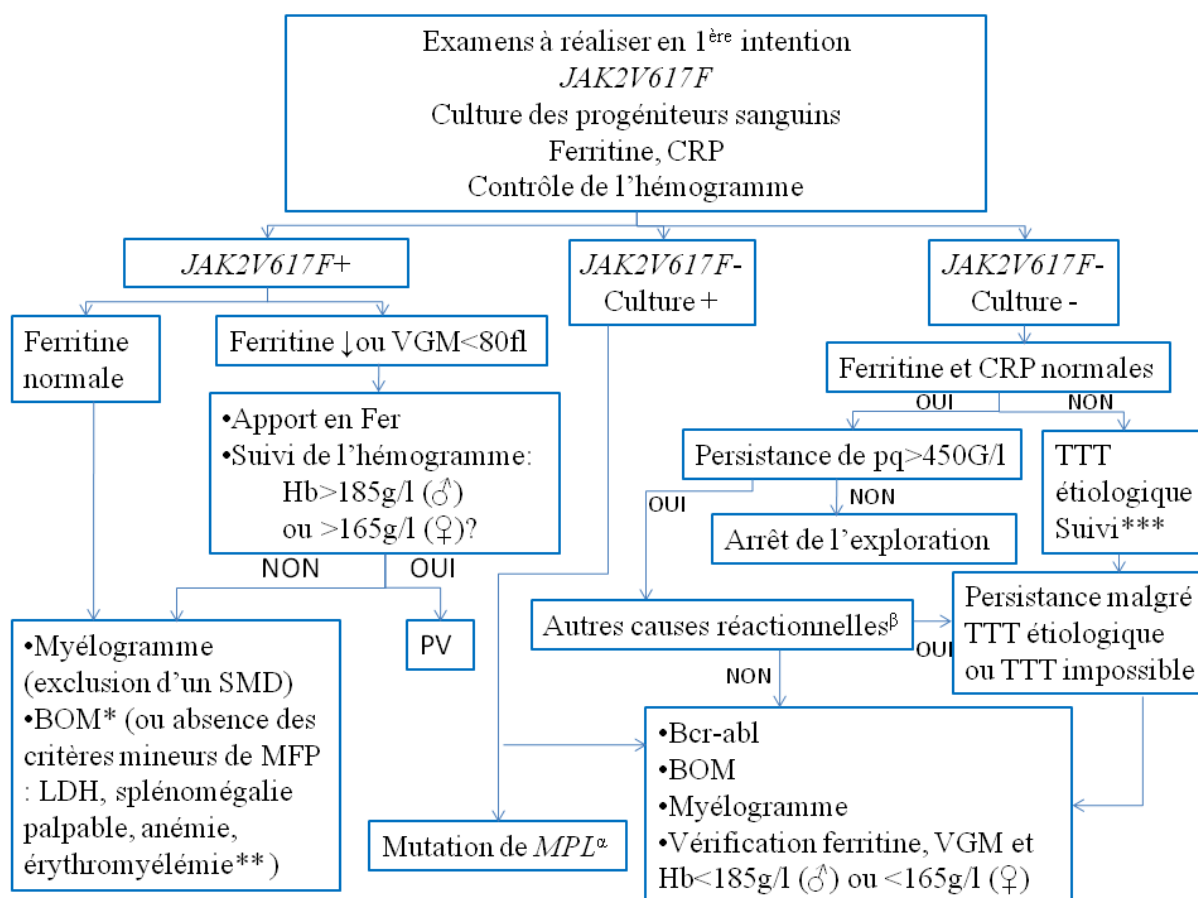 Examens à réaliser en 1ère intention
JAK2V617F
Culture des progéniteurs sanguins
Ferritine, CRP
Contrôle de l'hémogramme
JAK2V617F+
JAK2V617F-
Culture +
JAK2V617F-
Culture -
Ferritine
normale
Ferritine ↓ou VGM<80fl
Ferritine et CRP normales
OUI
NON
•Apport en Fer
•Suivi de l'hémogramme:
Hb>185g/l (♂)
ou >165g/l (♀)?
NON
OUI
Persistance de pq>450G/l
OUI
NON
Arrêt de l'exploration
TTT
étiologique
Suivi***
•Myélogramme
(exclusion d'un SMD)
•BOM* (ou absence des
critères mineurs de MFP
: LDH, splénomégalie
palpable, anémie,
érythromyélémie**)
PV
Autres causes réactionnellesᵝ
OUI
NON
Persistance malgré
TTT étiologique
ou TTT impossible
Mutation de MPLᵅ
•Bcr-abl
•BOM
•Myélogramme
•Vérification ferritine, VGM et
Hb<185g/l (♂) ou <165g/l (♀)